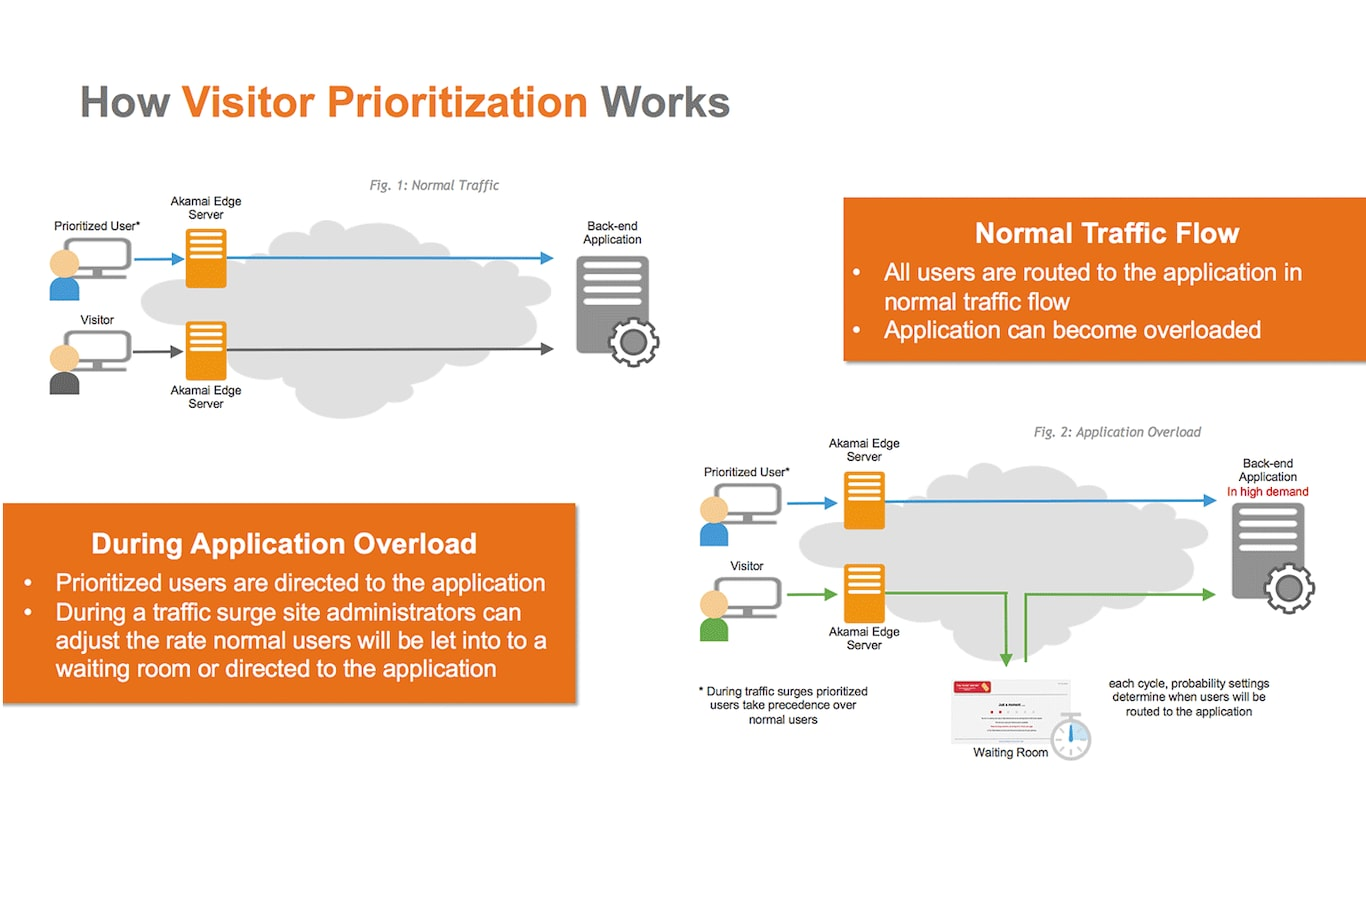 How Visitor Prioritization Works
Fig. 1: Normal Traffic
Akamai Edge
Server
Prioritized User*
Back-end
Application
Visitor
Akamai Edge
Server
Normal Traffic Flow
• All users are routed to the application in
normal traffic flow
• Application can become overloaded
During Application Overload
• Prioritized users are directed to the application
• During a traffic surge site administrators can
adjust the rate normal users will be let into to a
waiting room or directed to the application
Fig. 2: Application Overload
Akamai Edge
Server
Prioritized User*
Back-end
Application
In high demand
Visitor
Akamai Edge
Server
* During traffic surges prioritized
users take precedence over
normal users
Just a moment ...
Waiting Room
each cycle, probability settings
determine when users will be
routed to the application